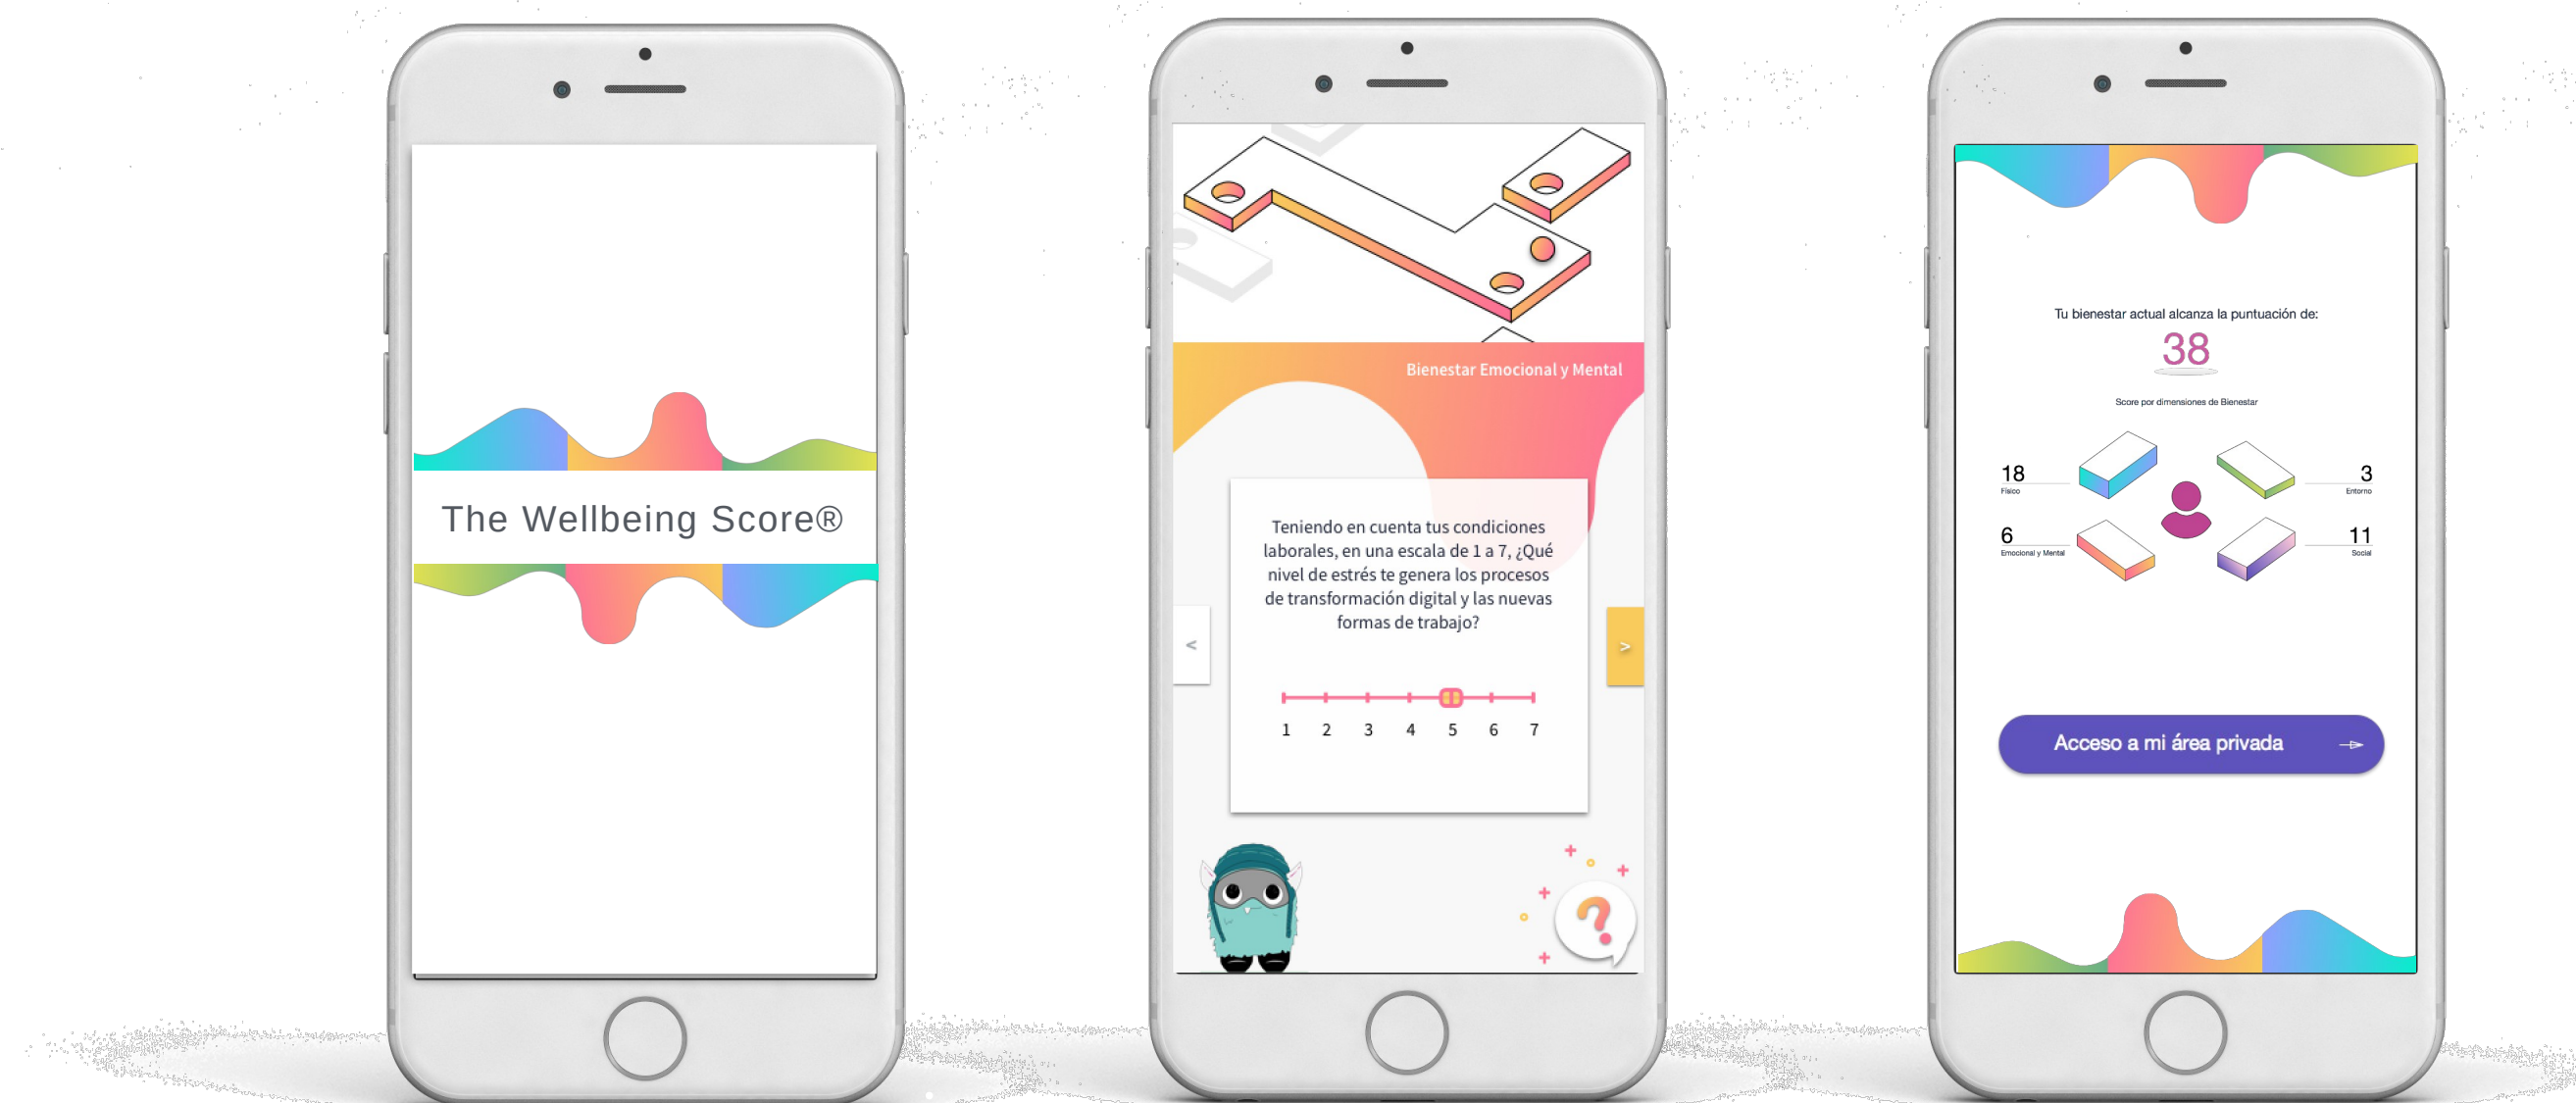 The Wellbeing Score®
Bienestar Emocional y Mental
Teniendo en cuenta tus condiciones
laborales, en una escala de 1 a 7, ¿Qué
nivel de estrés te genera los procesos
de transformación digital y las nuevas
formas de trabajo?
<
>
1 2 3 4 5 6 7
?
Tu bienestar actual alcanza la puntuación de:
38
Score por dimensiones de Bienestar
18
Físico
3
Entorno
6
Emocional y Mental
11
Social
Acceso a mi área privada